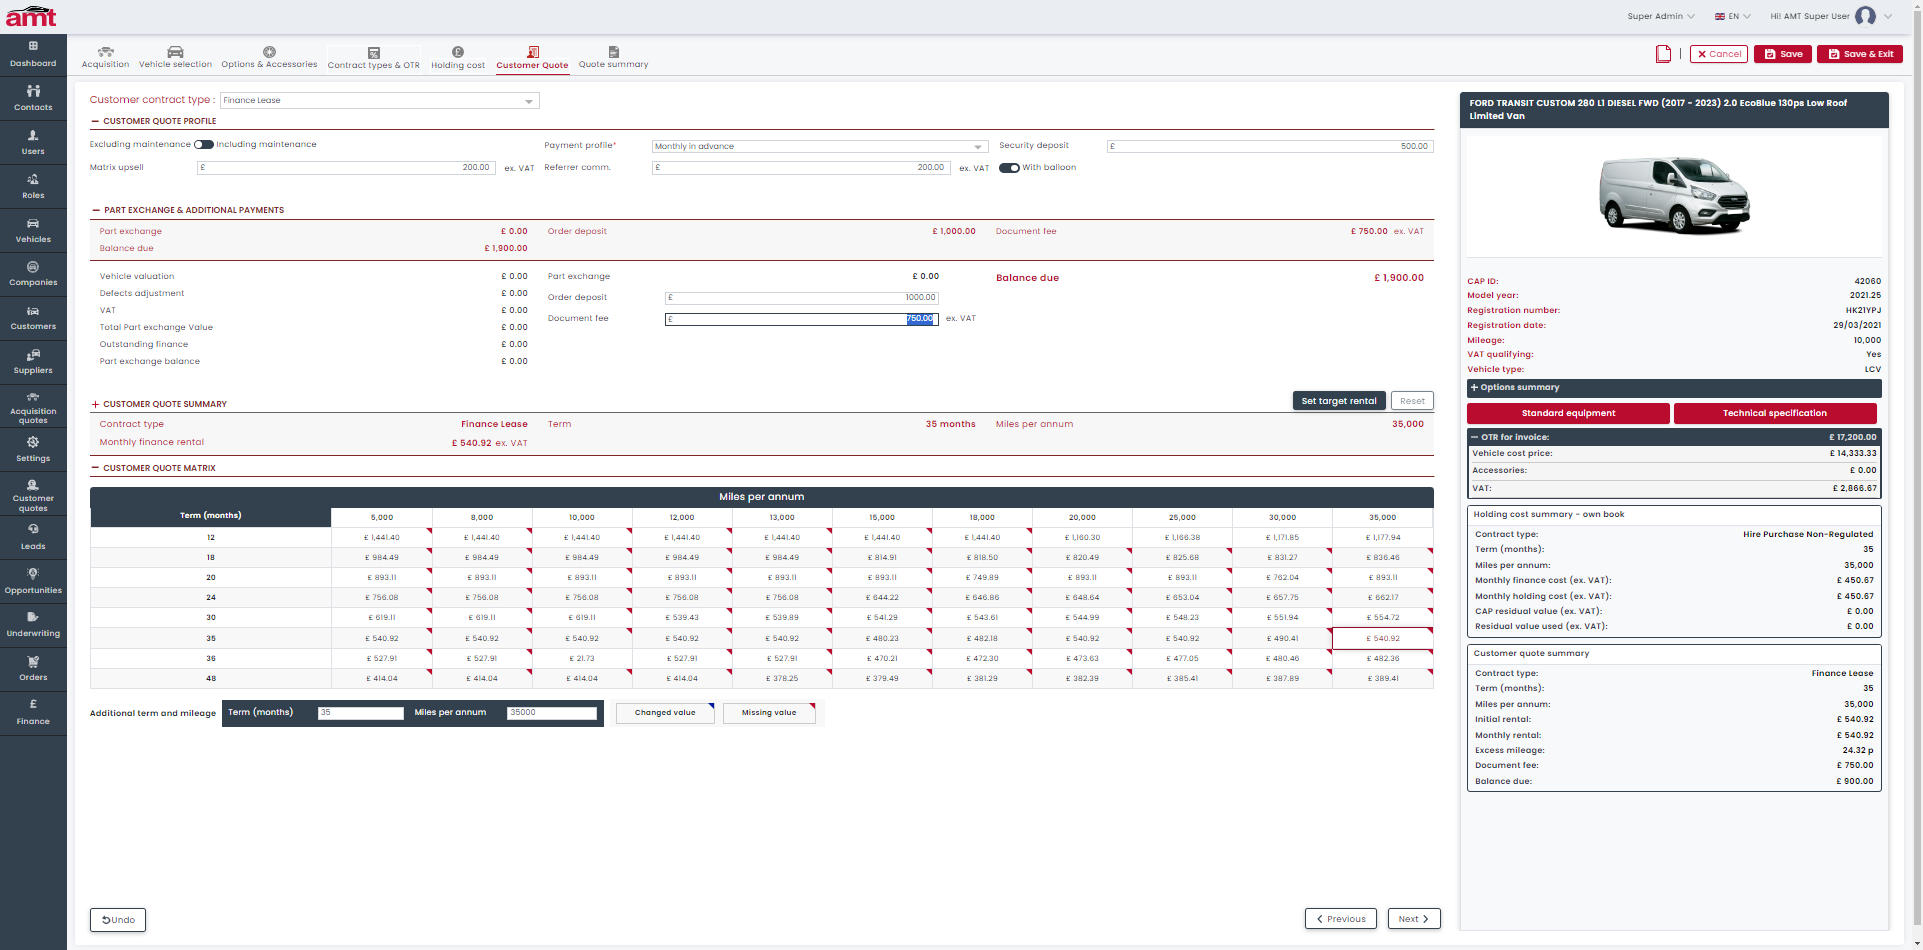 amt
Super Admin
EN
Hi! AMT Super User
Dashboard
Contacts
Users
Roles
Vehicles
Companies
Customers
Suppliers
Acquisition quotes
Settings
Customer quotes
Leads
Opportunities
Underwriting
Orders
Finance
Acquisition Vehicle selection Options & Accessories Contract types & OTR Holding cost Customer Quote Quote summary
Cancel Save Save & Exit
Customer contract type : Finance Lease
CUSTOMER QUOTE PROFILE
Excluding maintenance Including maintenance Payment profile* Monthly in advance Security deposit £ 500.00
Matrix upsell £ 200.00 ex. VAT Referrer comm. £ 200.00 ex. VAT With balloon
PART EXCHANGE & ADDITIONAL PAYMENTS
Part exchange £ 0.00 Order deposit £ 1,000.00 Document fee £ 750.00 ex. VAT
Balance due £ 1,900.00
Vehicle valuation £ 0.00 Part exchange £ 0.00 Balance due £ 1,900.00
Defects adjustment £ 0.00 Order deposit £ 1000.00
VAT £ 0.00 Document fee £ 750.00 ex. VAT
Total Part exchange Value £ 0.00
Outstanding finance £ 0.00
Part exchange balance £ 0.00
CUSTOMER QUOTE SUMMARY Set target rental Reset
Contract type Finance Lease Term 35 months Miles per annum 35,000
Monthly finance rental £ 540.92 ex. VAT
CUSTOMER QUOTE MATRIX
Miles per annum
Term (months) 5,000 8,000 10,000 12,000 13,000 15,000 18,000 20,000 25,000 30,000 35,000
12 £ 1,441.40 £ 1,441.40 £ 1,441.40 £ 1,441.40 £ 1,441.40 £ 1,441.40 £ 1,441.40 £ 1,160.30 £ 1,166.38 £ 1,171.85 £ 1,177.94
18 £ 984.49 £ 984.49 £ 984.49 £ 984.49 £ 984.49 £ 814.91 £ 818.50 £ 820.49 £ 825.68 £ 831.27 £ 836.46
20 £ 893.11 £ 893.11 £ 893.11 £ 893.11 £ 893.11 £ 893.11 £ 749.89 £ 893.11 £ 893.11 £ 762.04 £ 893.11
24 £ 756.08 £ 756.08 £ 756.08 £ 756.08 £ 756.08 £ 644.22 £ 646.86 £ 648.64 £ 653.04 £ 657.75 £ 662.17
30 £ 619.11 £ 619.11 £ 619.11 £ 539.43 £ 539.89 £ 541.29 £ 543.61 £ 544.99 £ 548.23 £ 551.94 £ 554.72
35 £ 540.92 £ 540.92 £ 540.92 £ 540.92 £ 540.92 £ 480.23 £ 482.18 £ 540.92 £ 540.92 £ 490.41 £ 540.92
36 £ 527.91 £ 527.91 £ 21.73 £ 527.91 £ 527.91 £ 470.21 £ 472.30 £ 473.63 £ 477.05 £ 480.46 £ 482.36
48 £ 414.04 £ 414.04 £ 414.04 £ 414.04 £ 378.25 £ 379.49 £ 381.29 £ 382.39 £ 385.41 £ 387.89 £ 389.41
Additional term and mileage Term (months) 35 Miles per annum 35000 Changed value Missing value
Undo Previous Next
FORD TRANSIT CUSTOM 280 L1 DIESEL FWD (2017 - 2023) 2.0 EcoBlue 130ps Low Roof
Limited Van
CAP ID: 42060
Model year: 2021.25
Registration number: HK21YPJ
Registration date: 29/03/2021
Mileage: 10,000
VAT qualifying: Yes
Vehicle type: LCV
Options summary
Standard equipment Technical specification
OTR for invoice: £ 17,200.00
Vehicle cost price: £ 14,333.33
Accessories: £ 0.00
VAT: £ 2,866.67
Holding cost summary - own book
Contract type: Hire Purchase Non-Regulated
Term (months): 35
Miles per annum: 35,000
Monthly finance cost (ex. VAT): £ 450.67
Monthly holding cost (ex. VAT): £ 450.67
CAP residual value (ex. VAT): £ 0.00
Residual value used (ex. VAT): £ 0.00
Customer quote summary
Contract type: Finance Lease
Term (months): 35
Miles per annum: 35,000
Initial rental: £ 540.92
Monthly rental: £ 540.92
Excess mileage: 24.32 p
Document fee: £ 750.00
Balance due: £ 900.00